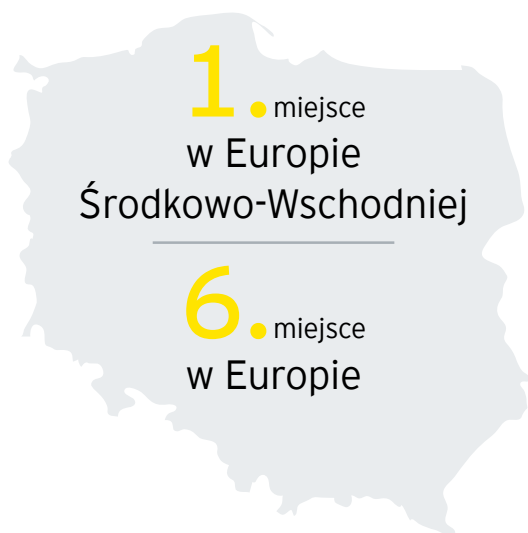 1. miejsce
w Europie
Środkowo-Wschodniej
6. miejsce
w Europie